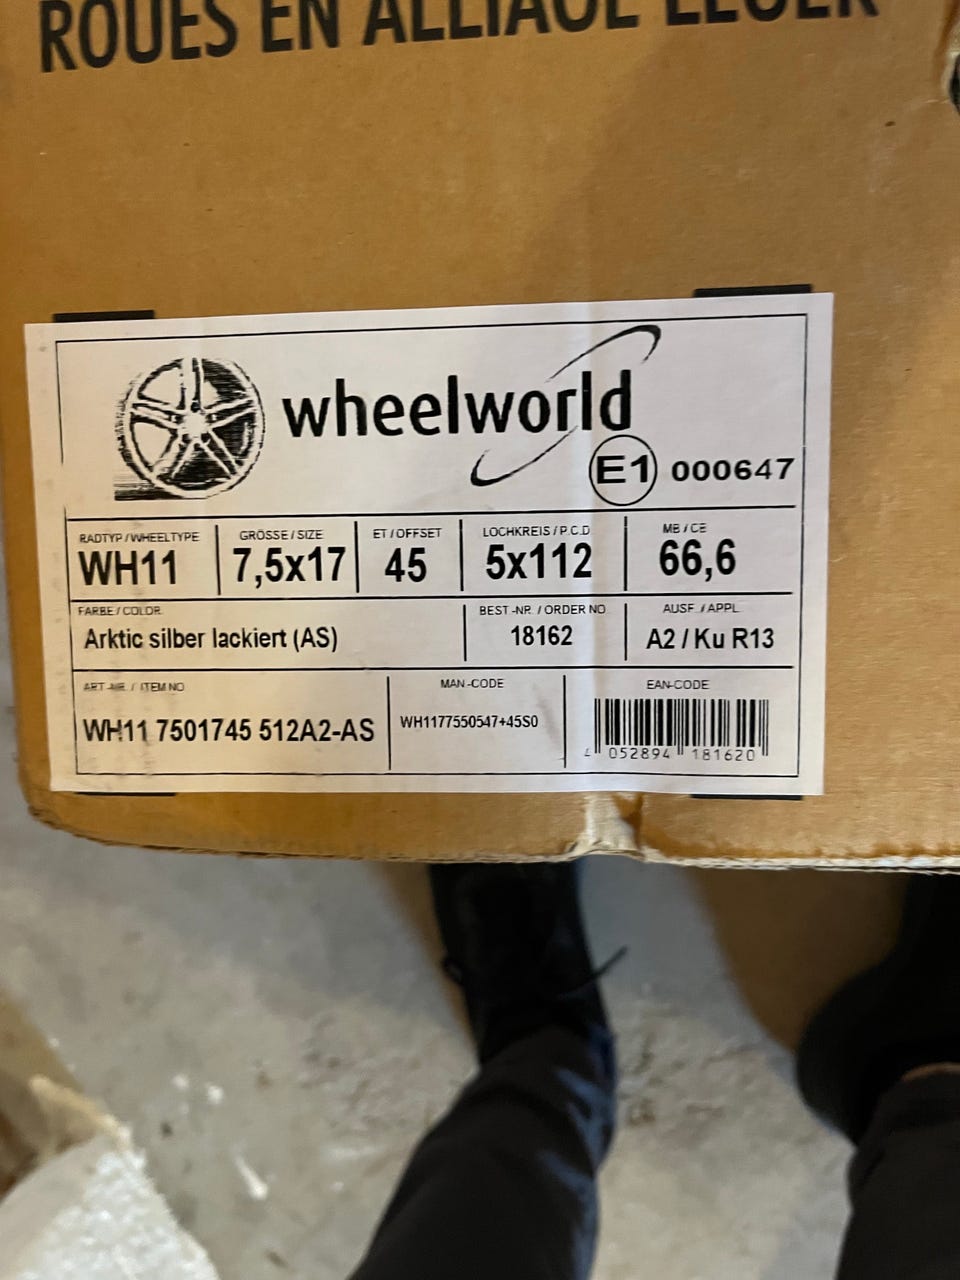 ROUES EN ALLIAGE LEGER
wheelworld
E1 000647
RADTYP / WHEELTYPE GRÖSSE / SIZE ET / OFFSET LOCHKREIS / P.C.D. MB / CE
WH11 7,5x17 45 5x112 66,6
FARBE / COLOR BEST.-NR. / ORDER NO. AUSF. / APPL.
Arktic silber lackiert (AS) 18162 A2 / Ku R13
ART.-NR. / ITEM NO MAN-CODE EAN-CODE
WH11 7501745 512A2-AS WH1177550547+45S0
4 052894 181620